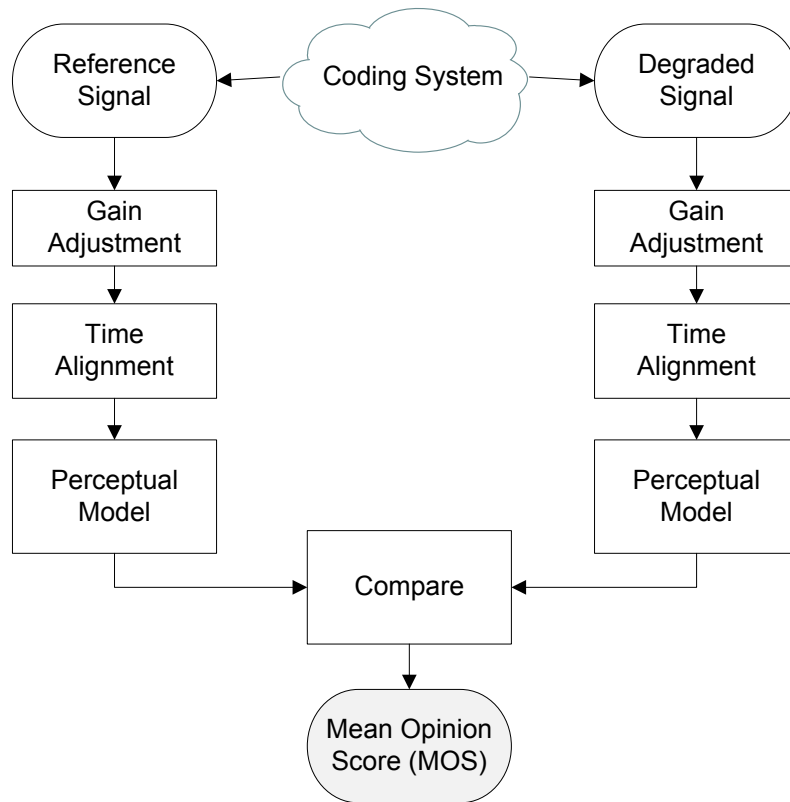 Reference
Signal
Coding System
Degraded
Signal
Gain
Adjustment
Gain
Adjustment
Time
Alignment
Time
Alignment
Perceptual
Model
Perceptual
Model
Compare
Mean Opinion
Score (MOS)